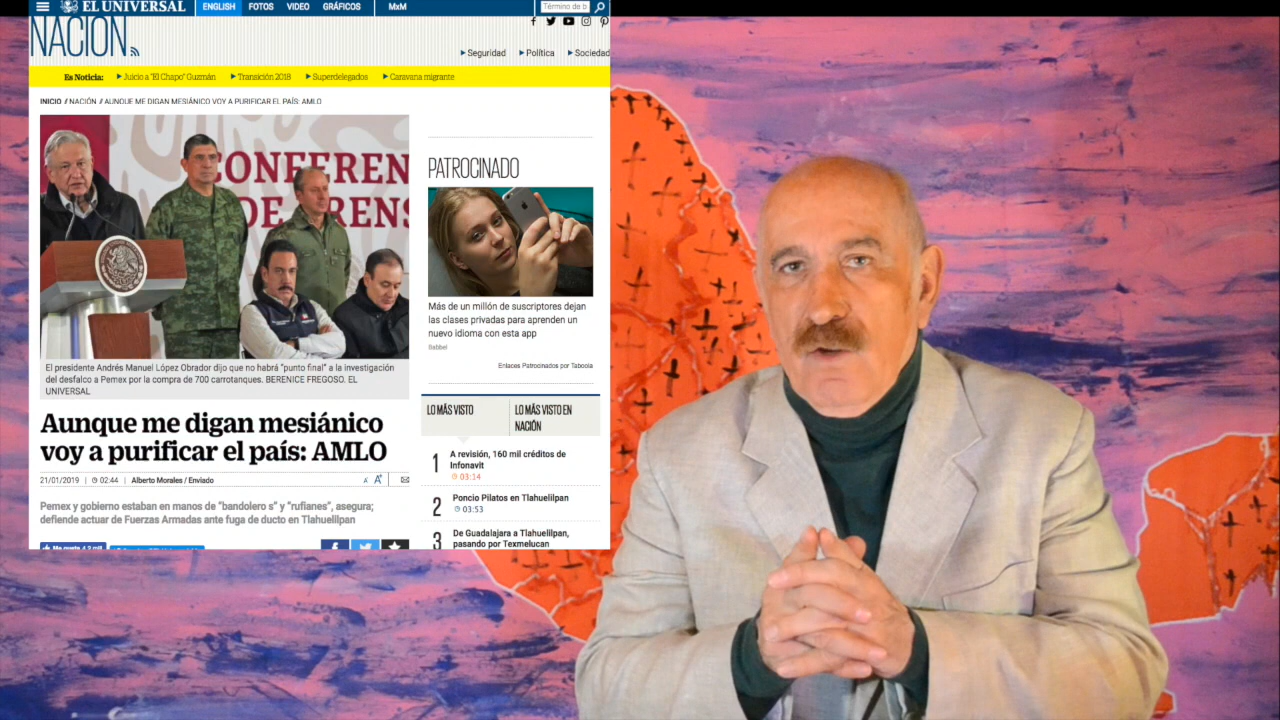 EL UNIVERSAL ENGLISH FOTOS VIDEO GRÁFICOS MxM Término de b
NACIÓN
Seguridad Política Sociedad
Es Noticia: Juicio a "El Chapo" Guzmán Transición 2018 Superdelegados Caravana migrante
INICIO // NACIÓN // AUNQUE ME DIGAN MESIÁNICO VOY A PURIFICAR EL PAÍS: AMLO
CONFEREN
DE PRENS
El presidente Andrés Manuel López Obrador dijo que no habrá "punto final" a la investigación
del desfalco a Pemex por la compra de 700 carrotanques. BERENICE FREGOSO. EL
UNIVERSAL
Aunque me digan mesiánico
voy a purificar el país: AMLO
21/01/2019 | 02:44 | Alberto Morales / Enviado A A+
Pemex y gobierno estaban en manos de "bandolero s" y "rufianes", asegura;
defiende actuar de Fuerzas Armadas ante fuga de ducto en Tlahuelilpan
PATROCINADO
Más de un millón de suscriptores dejan
las clases privadas para aprenden un
nuevo idioma con esta app
Babbel
Enlaces Patrocinados por Taboola
LO MÁS VISTO
LO MÁS VISTO EN
NACIÓN
1 A revisión, 160 mil créditos de
Infonavit
03:14
2 Poncio Pilatos en Tlahuelilpan
03:53
3 De Guadalajara a Tlahuelilpan,
pasando por Texmelucan